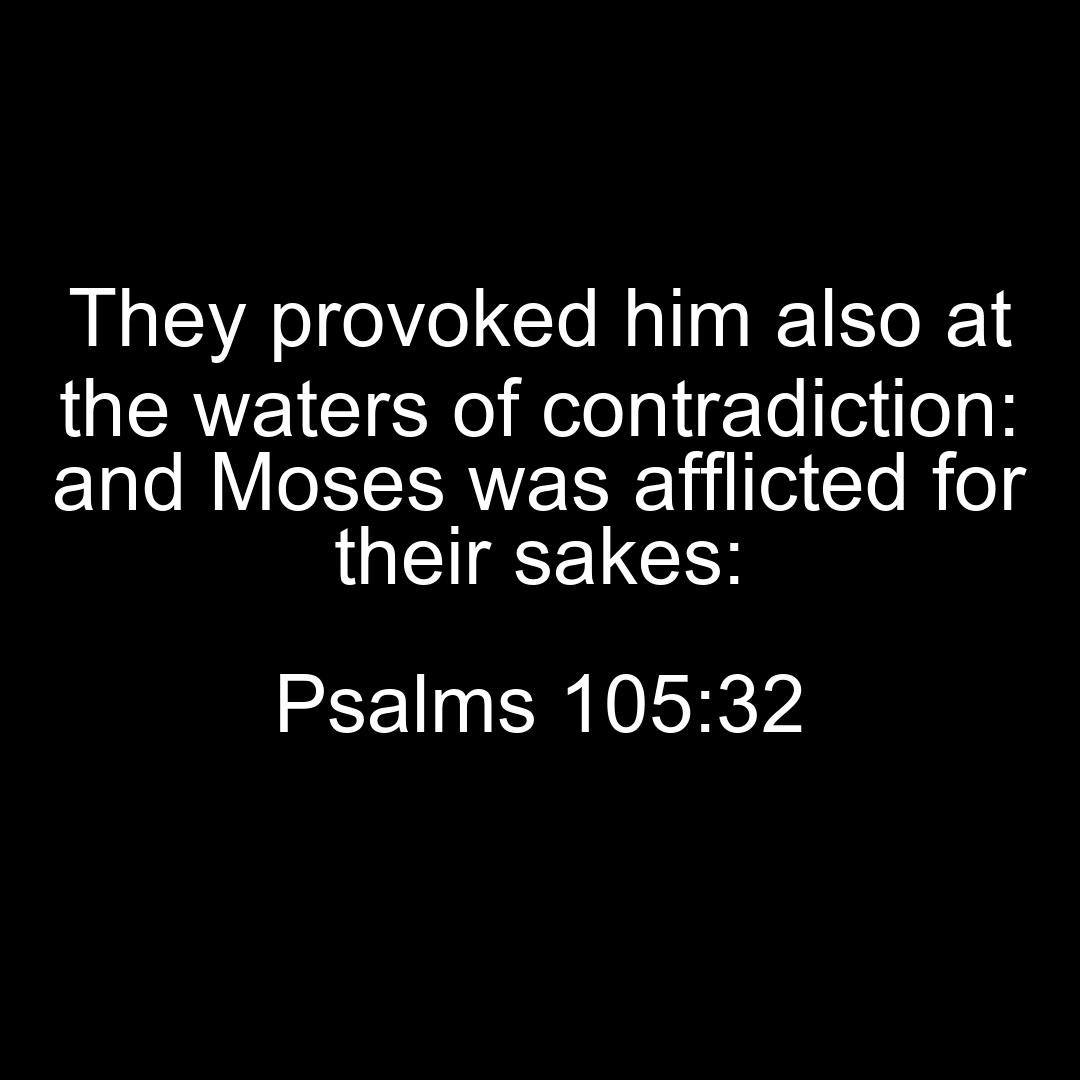 They provoked him also at
the waters of contradiction:
and Moses was afflicted for
their sakes:
Psalms 105:32